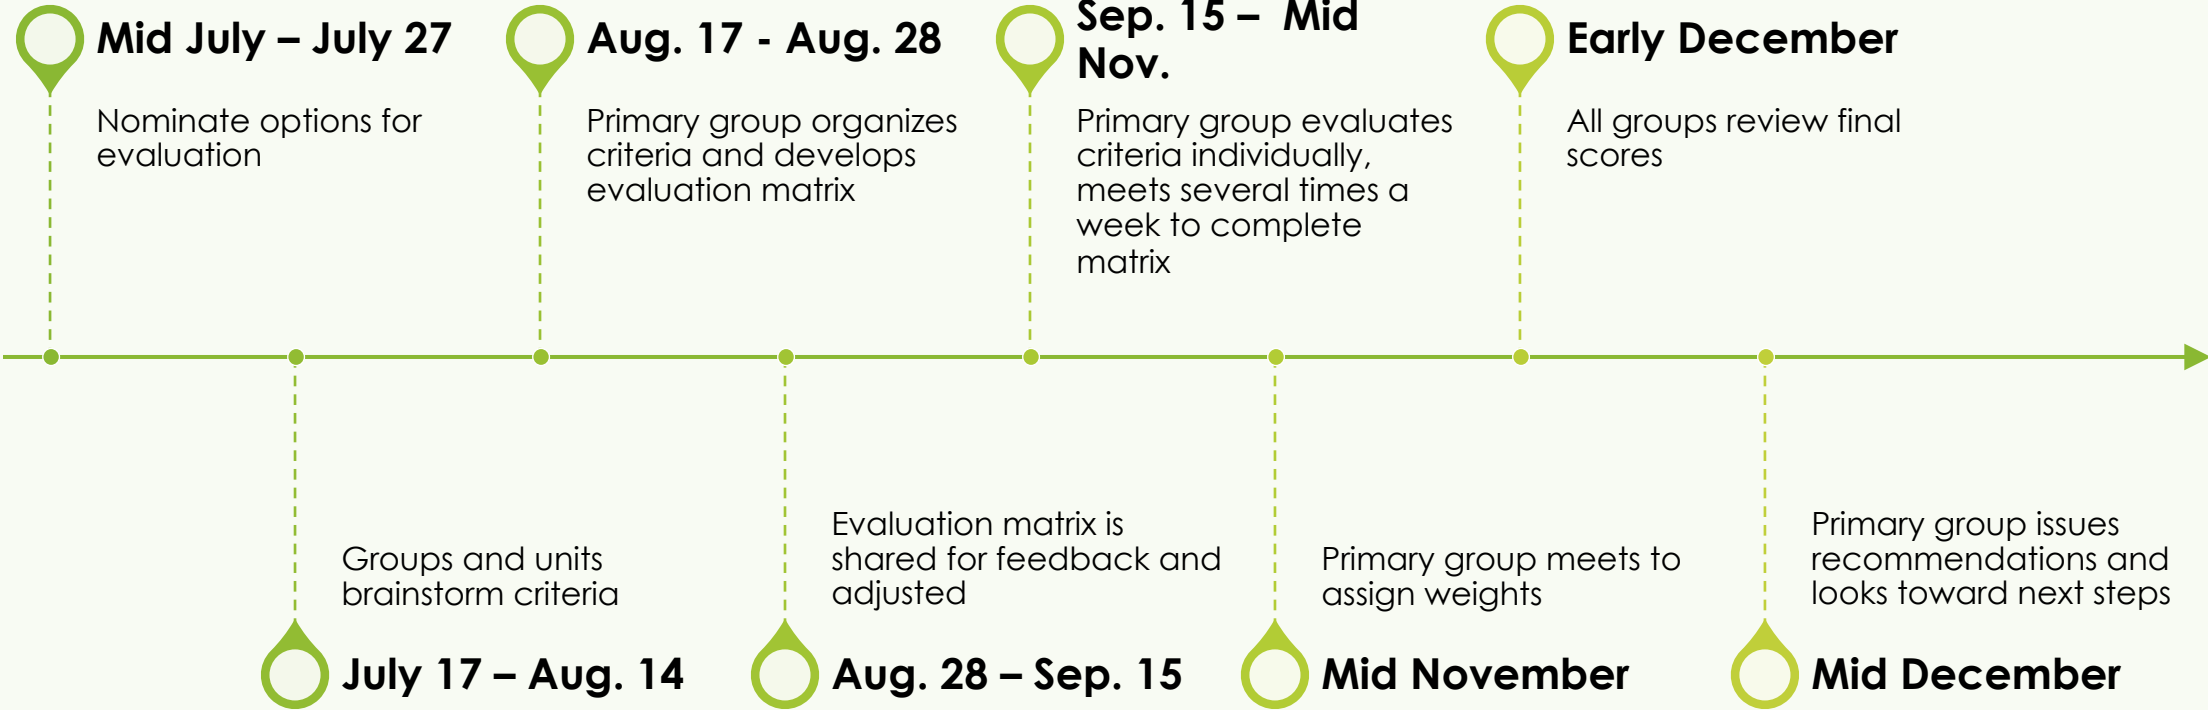 Mid July – July 27
Nominate options for
evaluation
July 17 – Aug. 14
Groups and units
brainstorm criteria
Aug. 17 - Aug. 28
Primary group organizes
criteria and develops
evaluation matrix
Aug. 28 – Sep. 15
Evaluation matrix is
shared for feedback and
adjusted
Sep. 15 – Mid
Nov.
Primary group evaluates
criteria individually,
meets several times a
week to complete
matrix
Mid November
Primary group meets to
assign weights
Early December
All groups review final
scores
Mid December
Primary group issues
recommendations and
looks toward next steps